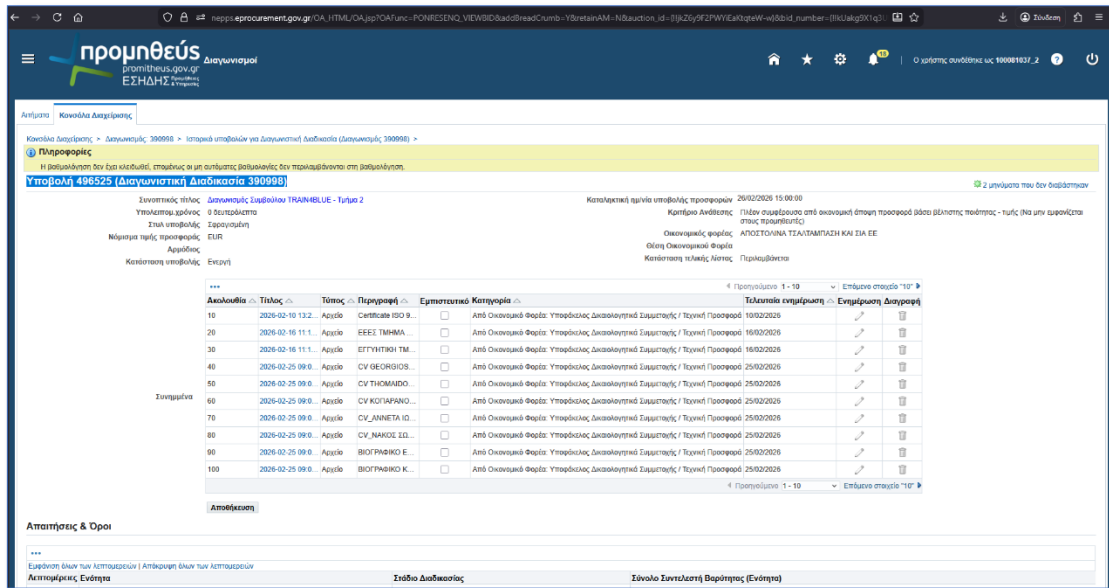 nepps.eprocurement.gov.gr/OA_HTML/OA.jsp?OAFunc=PONRESENQ_VIEWBID&addBreadCrumb=Y&retainAM=N&auction_id=
Σύνδεση
προμηθεύς
promitheus.gov.gr
ΕΣΗΔΗΣ
Διαγωνισμοί
18
Ο χρήστης συνδέθηκε ως 100081037_2
Αιτήματα Κονσόλα Διαχείρισης
Κονσόλα Διαχείρισης > Διαγωνισμός: 390998 > Ιστορικά υποβολών για Διαγωνιστική Διαδικασία (Διαγωνισμός 390998) >
Πληροφορίες
Η βαθμολόγηση δεν έχει κλειδωθεί, επομένως οι μη αυτόματες βαθμολογίες δεν περιλαμβάνονται στη βαθμολόγηση.
Υποβολή 496525 (Διαγωνιστική Διαδικασία 390998)
2 μηνύματα που δεν διαβάστηκαν
Συνοπτικός τίτλος Διαγωνισμός Συμβούλου TRAIN4BLUE - Τμήμα 2
Υπολειπομ.χρόνος 0 δευτερόλεπτα
Στυλ υποβολής Σφραγισμένη
Νόμισμα τιμής προσφοράς EUR
Αρμόδιος
Κατάσταση υποβολής Ενεργή
Καταληκτική ημ/νία υποβολής προσφορών 26/02/2026 15:00:00
Κριτήριο Ανάθεσης Πλέον συμφέρουσα από οικονομική άποψη προσφορά βάσει βέλτιστης ποιότητας - τιμής (Να μην εμφανίζεται στους προμηθευτές)
Οικονομικός φορέας ΑΠΟΣΤΟΛΙΝΑ ΤΣΑΛΤΑΜΠΑΣΗ ΚΑΙ ΣΙΑ ΕΕ
Θέση Οικονομικού Φορέα
Κατάσταση τελικής λίστας Περιλαμβάνεται
Συνημμένα
Προηγούμενο 1 - 10 Επόμενο στοιχείο "10"
Ακολουθία Τίτλος Τύπος Περιγραφή Εμπιστευτικό Κατηγορία Τελευταία ενημέρωση Ενημέρωση Διαγραφή
10 2026-02-10 13:2... Αρχείο Certificate ISO 9... Από Οικονομικό Φορέα: Υποφάκελος Δικαιολογητικά Συμμετοχής / Τεχνική Προσφορά 10/02/2026
20 2026-02-16 11:1... Αρχείο ΕΕΕΣ ΤΜΗΜΑ ... Από Οικονομικό Φορέα: Υποφάκελος Δικαιολογητικά Συμμετοχής / Τεχνική Προσφορά 16/02/2026
30 2026-02-16 11:1... Αρχείο ΕΓΓΥΗΤΙΚΗ ΤΜ... Από Οικονομικό Φορέα: Υποφάκελος Δικαιολογητικά Συμμετοχής / Τεχνική Προσφορά 16/02/2026
40 2026-02-25 09:0... Αρχείο CV GEORGIOS... Από Οικονομικό Φορέα: Υποφάκελος Δικαιολογητικά Συμμετοχής / Τεχνική Προσφορά 25/02/2026
50 2026-02-25 09:0... Αρχείο CV THOMAIDO... Από Οικονομικό Φορέα: Υποφάκελος Δικαιολογητικά Συμμετοχής / Τεχνική Προσφορά 25/02/2026
60 2026-02-25 09:0... Αρχείο CV ΚΟΠΑΡΑΝΟ... Από Οικονομικό Φορέα: Υποφάκελος Δικαιολογητικά Συμμετοχής / Τεχνική Προσφορά 25/02/2026
70 2026-02-25 09:0... Αρχείο CV_ΑΝΝΕΤΑ ΙΩ... Από Οικονομικό Φορέα: Υποφάκελος Δικαιολογητικά Συμμετοχής / Τεχνική Προσφορά 25/02/2026
80 2026-02-25 09:0... Αρχείο CV_ΝΑΚΟΣ ΣΩ... Από Οικονομικό Φορέα: Υποφάκελος Δικαιολογητικά Συμμετοχής / Τεχνική Προσφορά 25/02/2026
90 2026-02-25 09:0... Αρχείο ΒΙΟΓΡΑΦΙΚΟ Ε... Από Οικονομικό Φορέα: Υποφάκελος Δικαιολογητικά Συμμετοχής / Τεχνική Προσφορά 25/02/2026
100 2026-02-25 09:0... Αρχείο ΒΙΟΓΡΑΦΙΚΟ Κ... Από Οικονομικό Φορέα: Υποφάκελος Δικαιολογητικά Συμμετοχής / Τεχνική Προσφορά 25/02/2026
Προηγούμενο 1 - 10 Επόμενο στοιχείο "10"
Αποθήκευση
Απαιτήσεις & Όροι
Εμφάνιση όλων των λεπτομερειών | Απόκρυψη όλων των λεπτομερειών
Λεπτομέρειες Ενότητα Στάδιο Διαδικασίας Σύνολο Συντελεστή Βαρύτητας (Ενότητα)